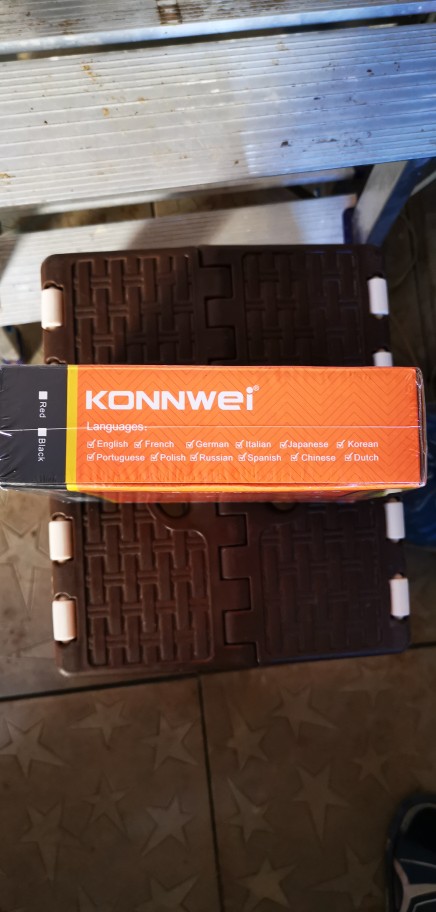 KONNWEI®
Languages:
☑English ☑French ☑German ☑Italian ☑Japanese ☑Korean
☑Portuguese ☑Polish ☑Russian ☑Spanish ☑Chinese ☑Dutch
Red
Black